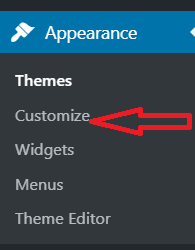 Appearance
Themes
Customize
Widgets
Menus
Theme Editor